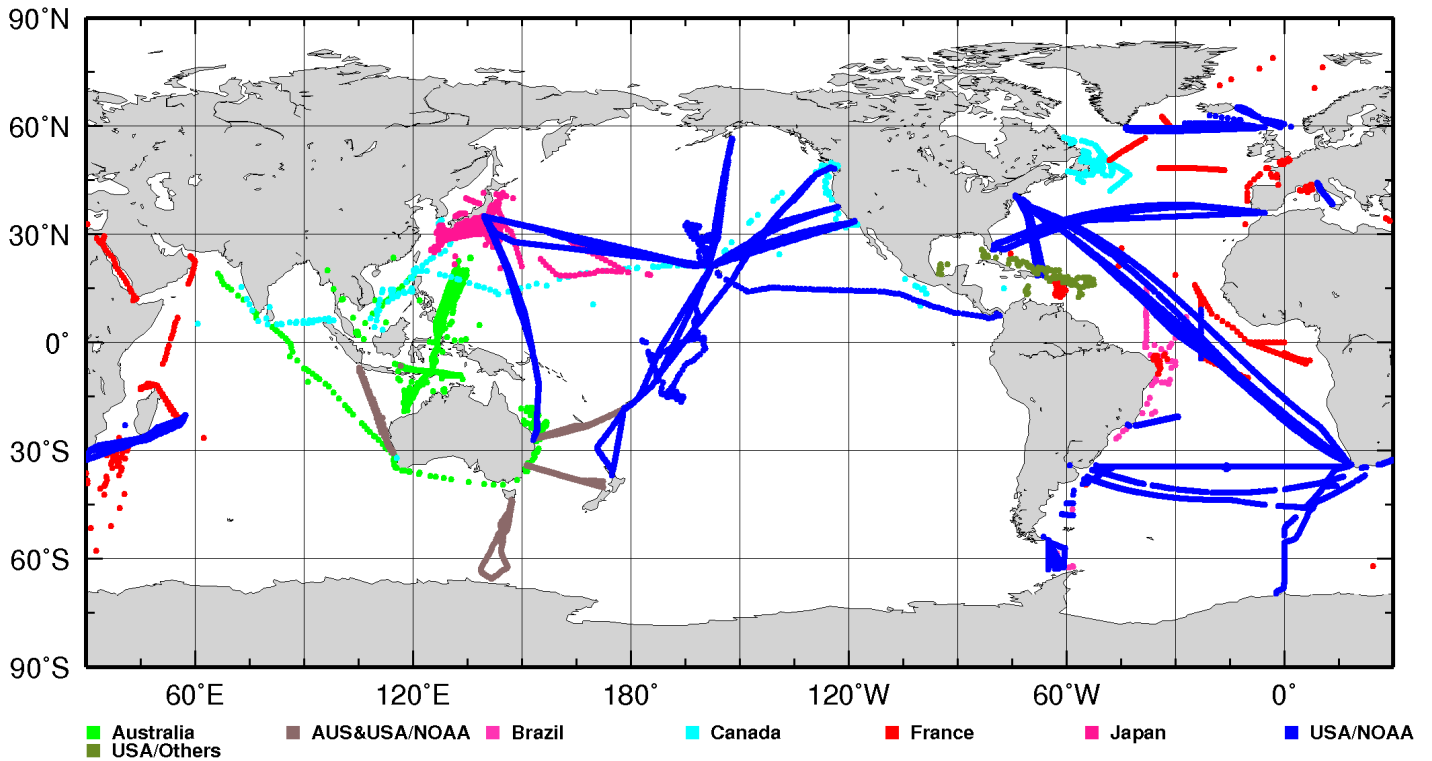 90˚N
60˚N
30˚N
0˚
30˚S
60˚S
90˚S
60˚E 120˚E 180˚ 120˚W 60˚W 0˚
Australia AUS&USA/NOAA Brazil Canada France Japan USA/NOAA
USA/Others